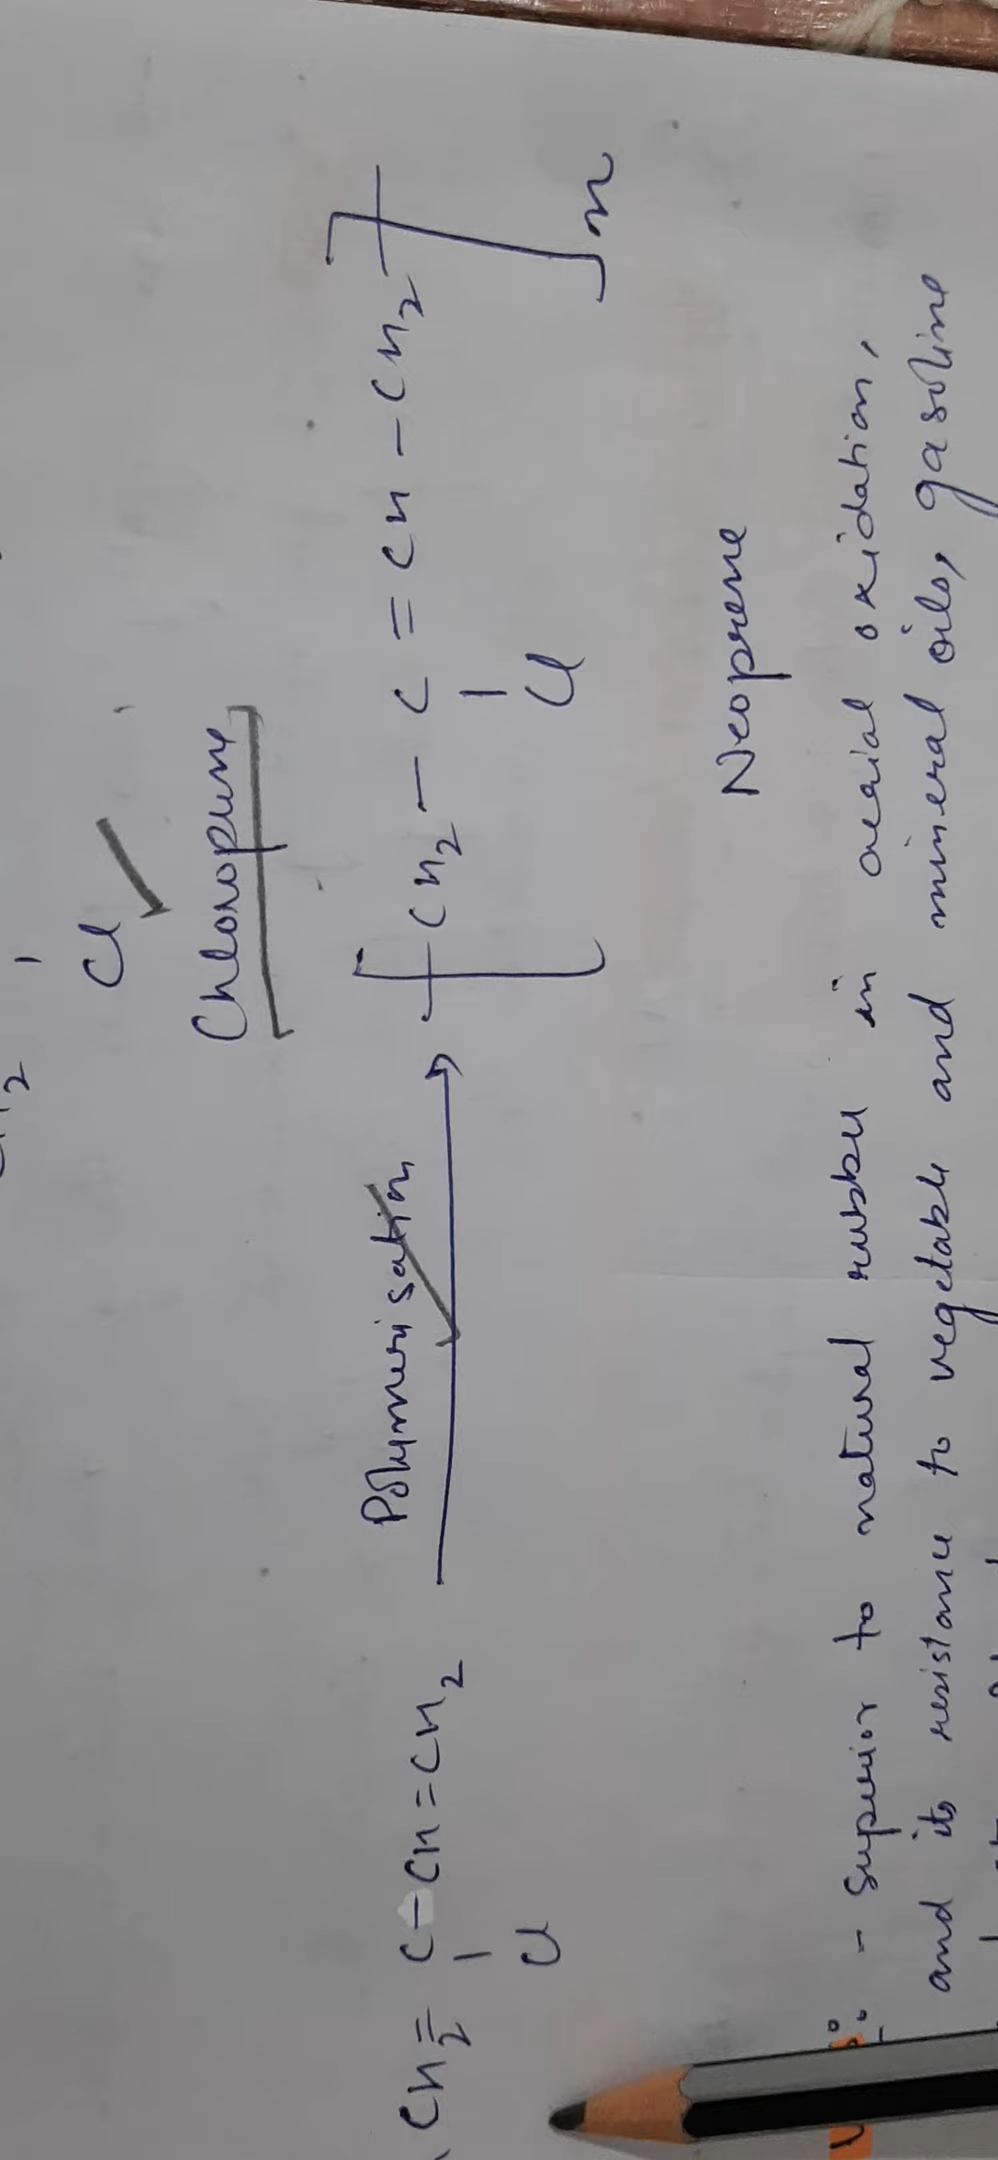 Cl
Chloroprene
n CH2 = C - CH = CH2 Polymerisation [ CH2 - C = CH - CH2 ] n
Cl Cl
Neoprene
:- Superior to natural rubber in aerial oxidation,
and its resistance to vegetable and mineral oils, gasoline